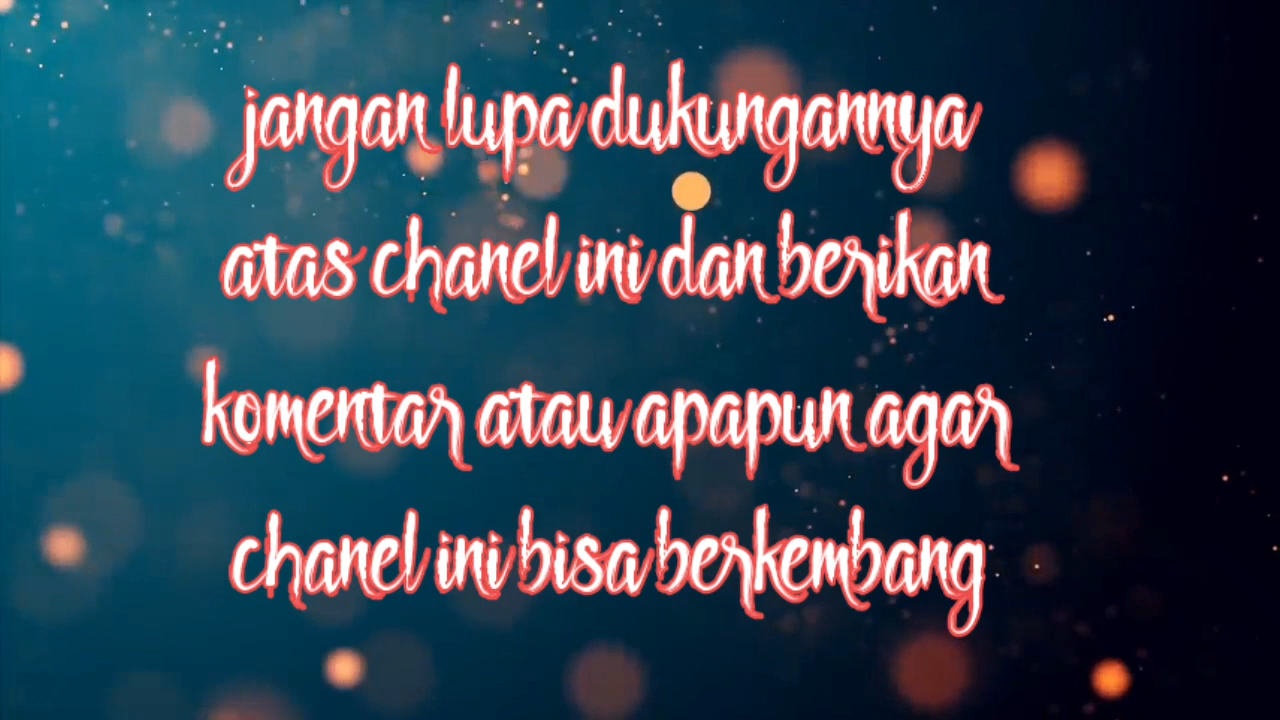 jangan lupa dukungannya
atas chanel ini dan berikan
komentar atau apapun agar
chanel ini bisa berkembang